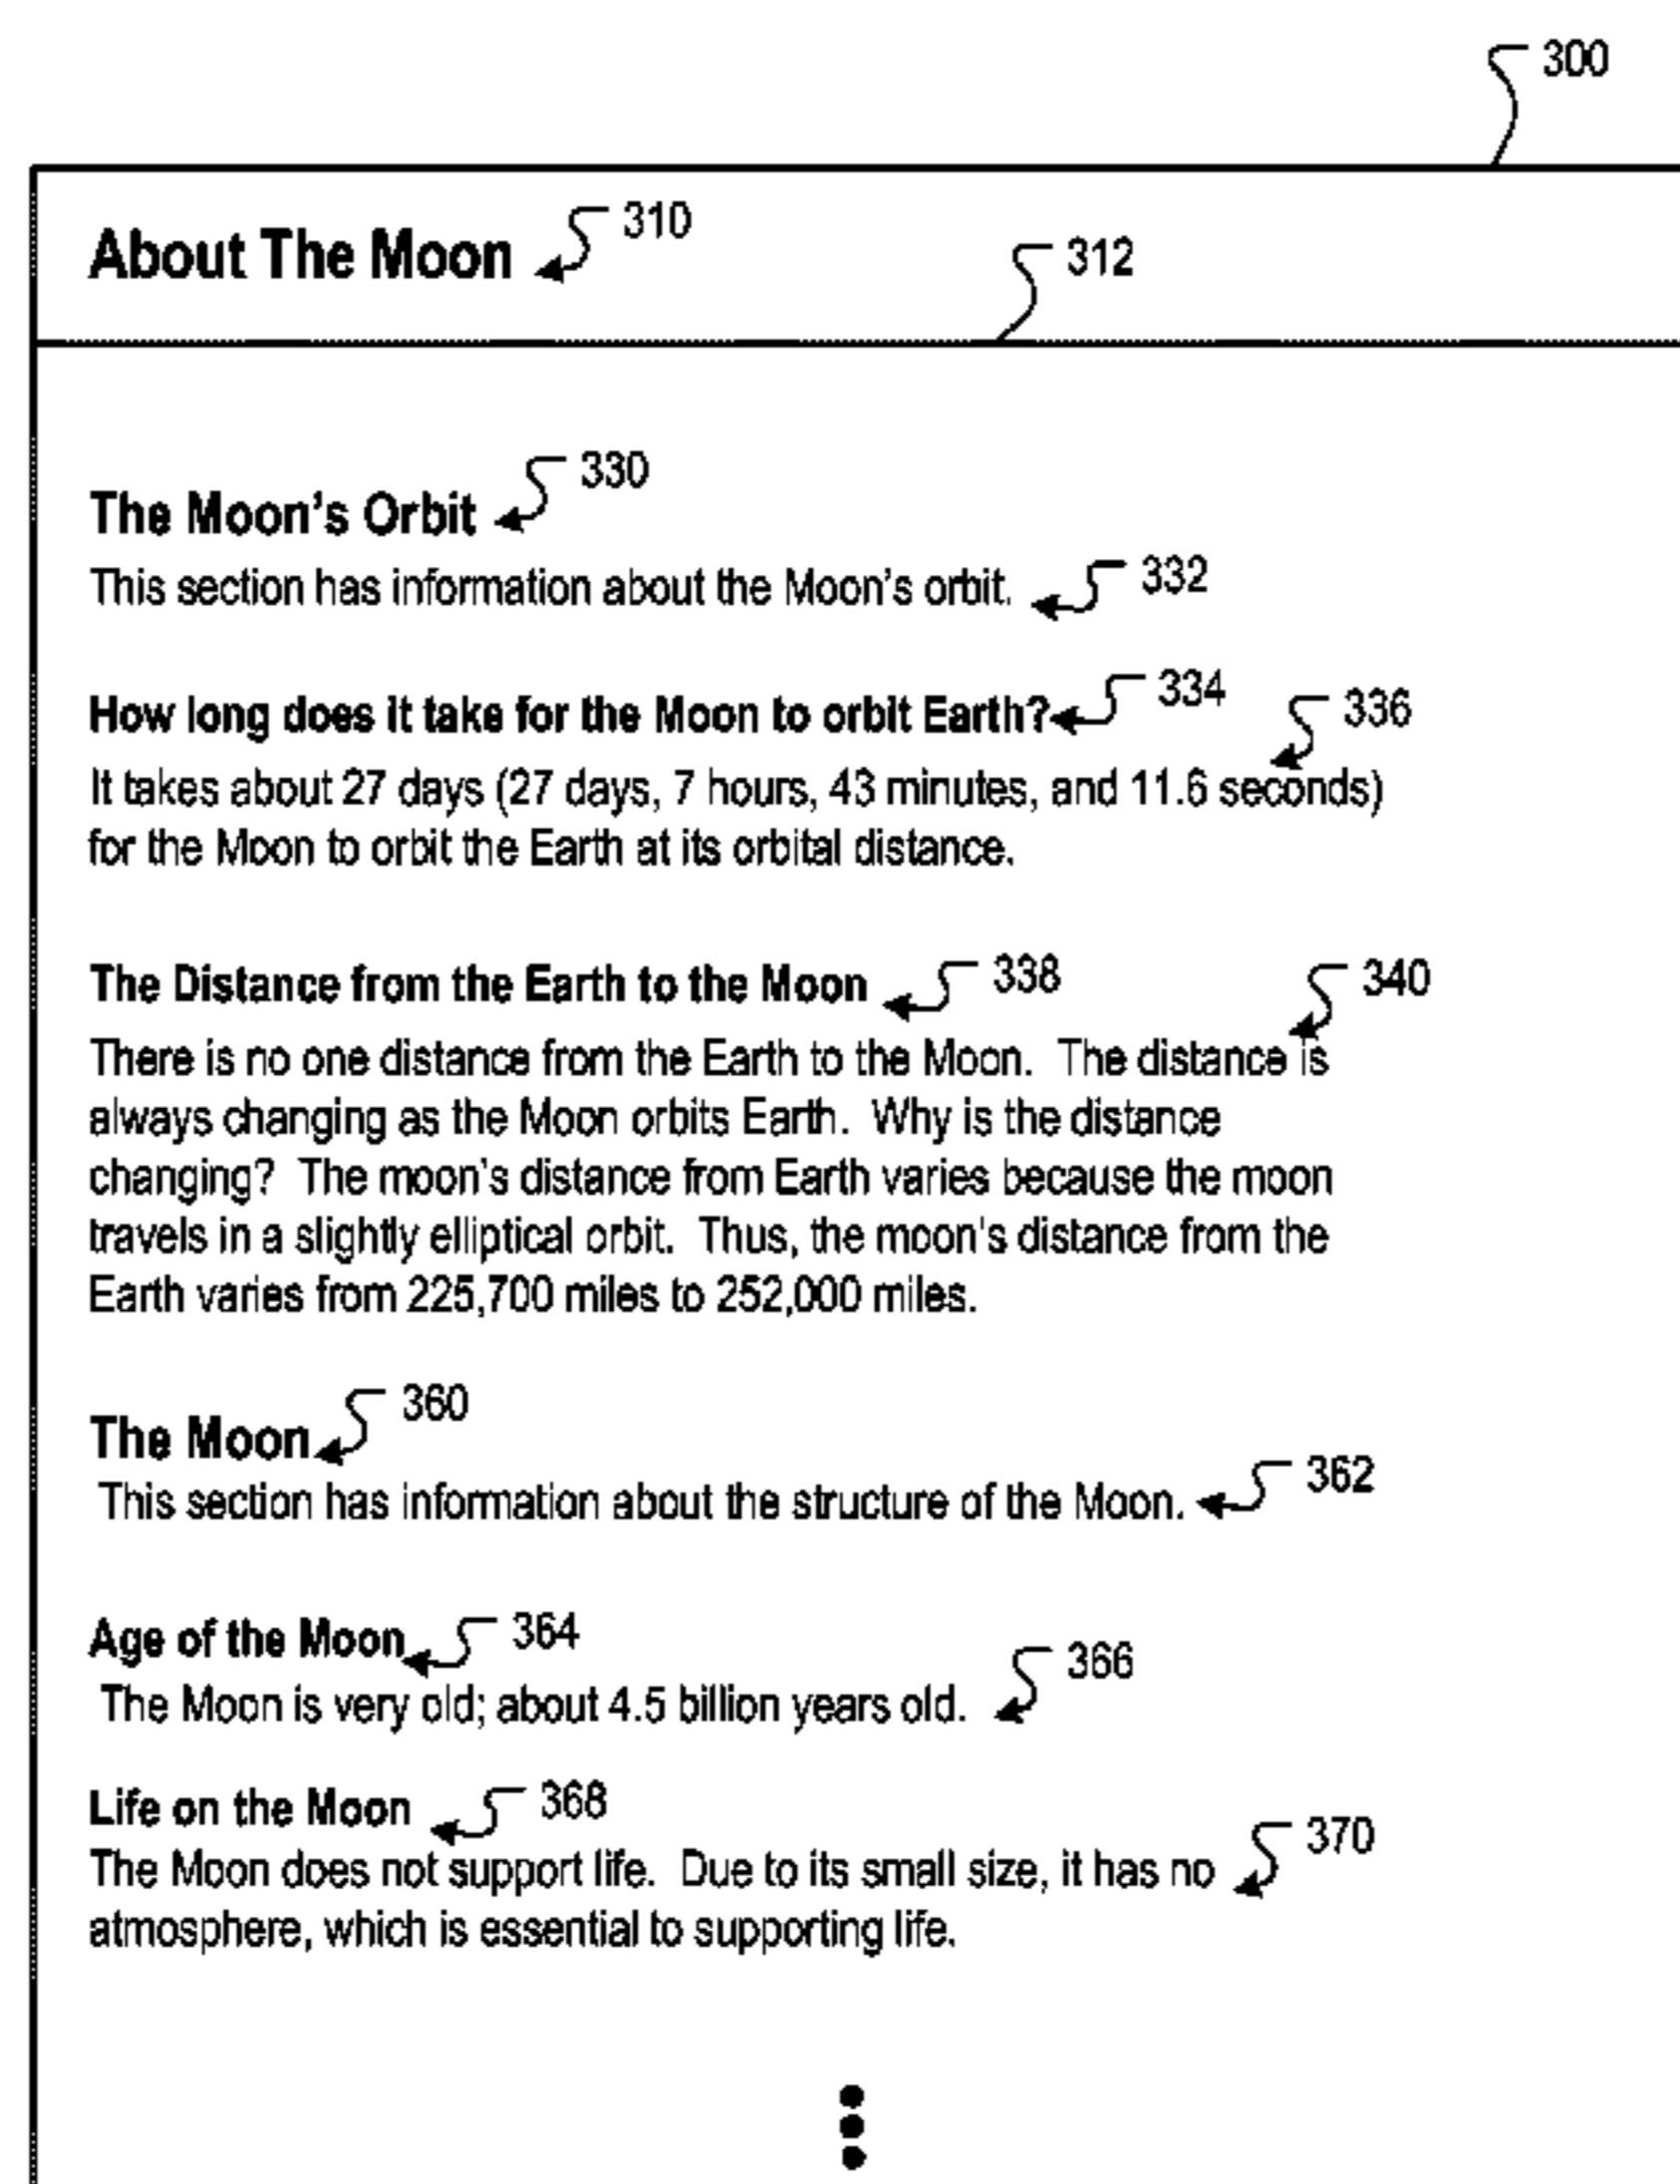 300
About The Moon 310
312
The Moon's Orbit 330
This section has information about the Moon's orbit. 332
How long does it take for the Moon to orbit Earth? 334
336
It takes about 27 days (27 days, 7 hours, 43 minutes, and 11.6 seconds)
for the Moon to orbit the Earth at its orbital distance.
The Distance from the Earth to the Moon 338
340
There is no one distance from the Earth to the Moon. The distance is
always changing as the Moon orbits Earth. Why is the distance
changing? The moon's distance from Earth varies because the moon
travels in a slightly elliptical orbit. Thus, the moon's distance from the
Earth varies from 225,700 miles to 252,000 miles.
The Moon 360
This section has information about the structure of the Moon. 362
Age of the Moon 364
The Moon is very old; about 4.5 billion years old. 366
Life on the Moon 368
The Moon does not support life. Due to its small size, it has no 370
atmosphere, which is essential to supporting life.